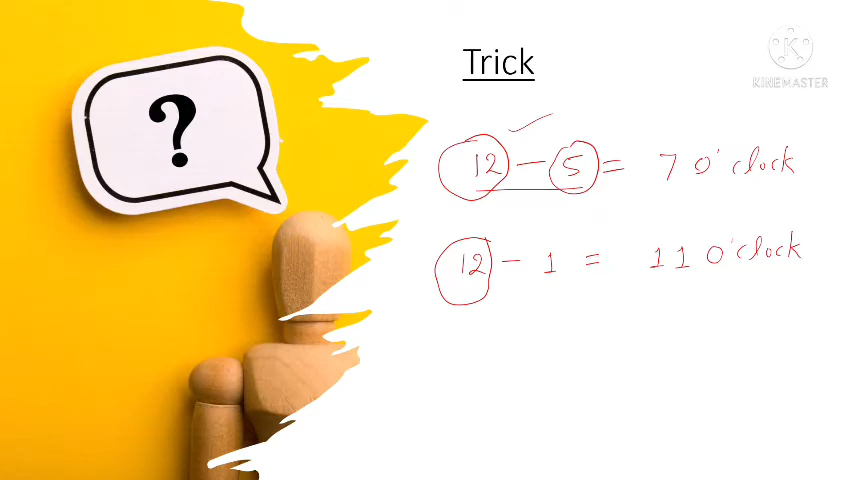 Trick
K
KINEMASTER
?
12 – 5 = 7 O'clock
12 – 1 = 11 O'clock